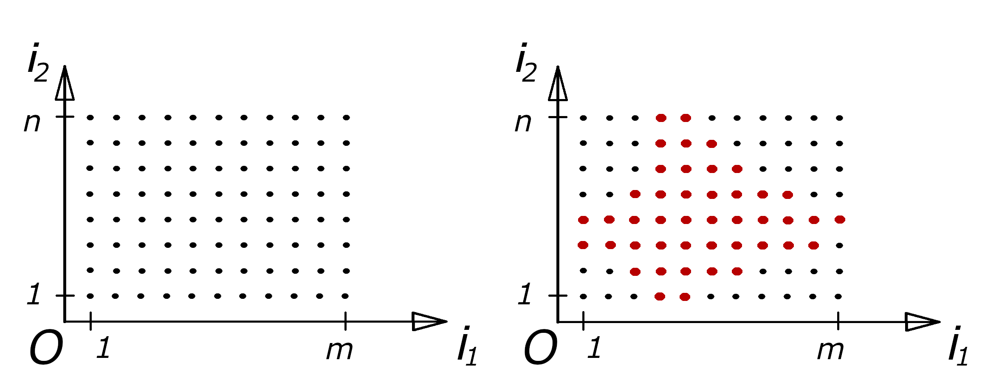 i₂ i₂
n n
1 1
O 1 m i₁ O 1 m i₁